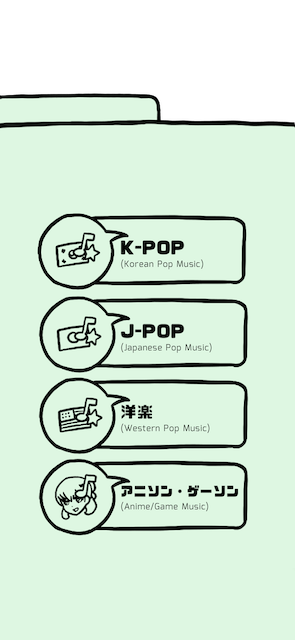 K-POP
(Korean Pop Music)
J-POP
(Japanese Pop Music)
洋楽
(Western Pop Music)
アニソン・ゲーソン
(Anime/Game Music)